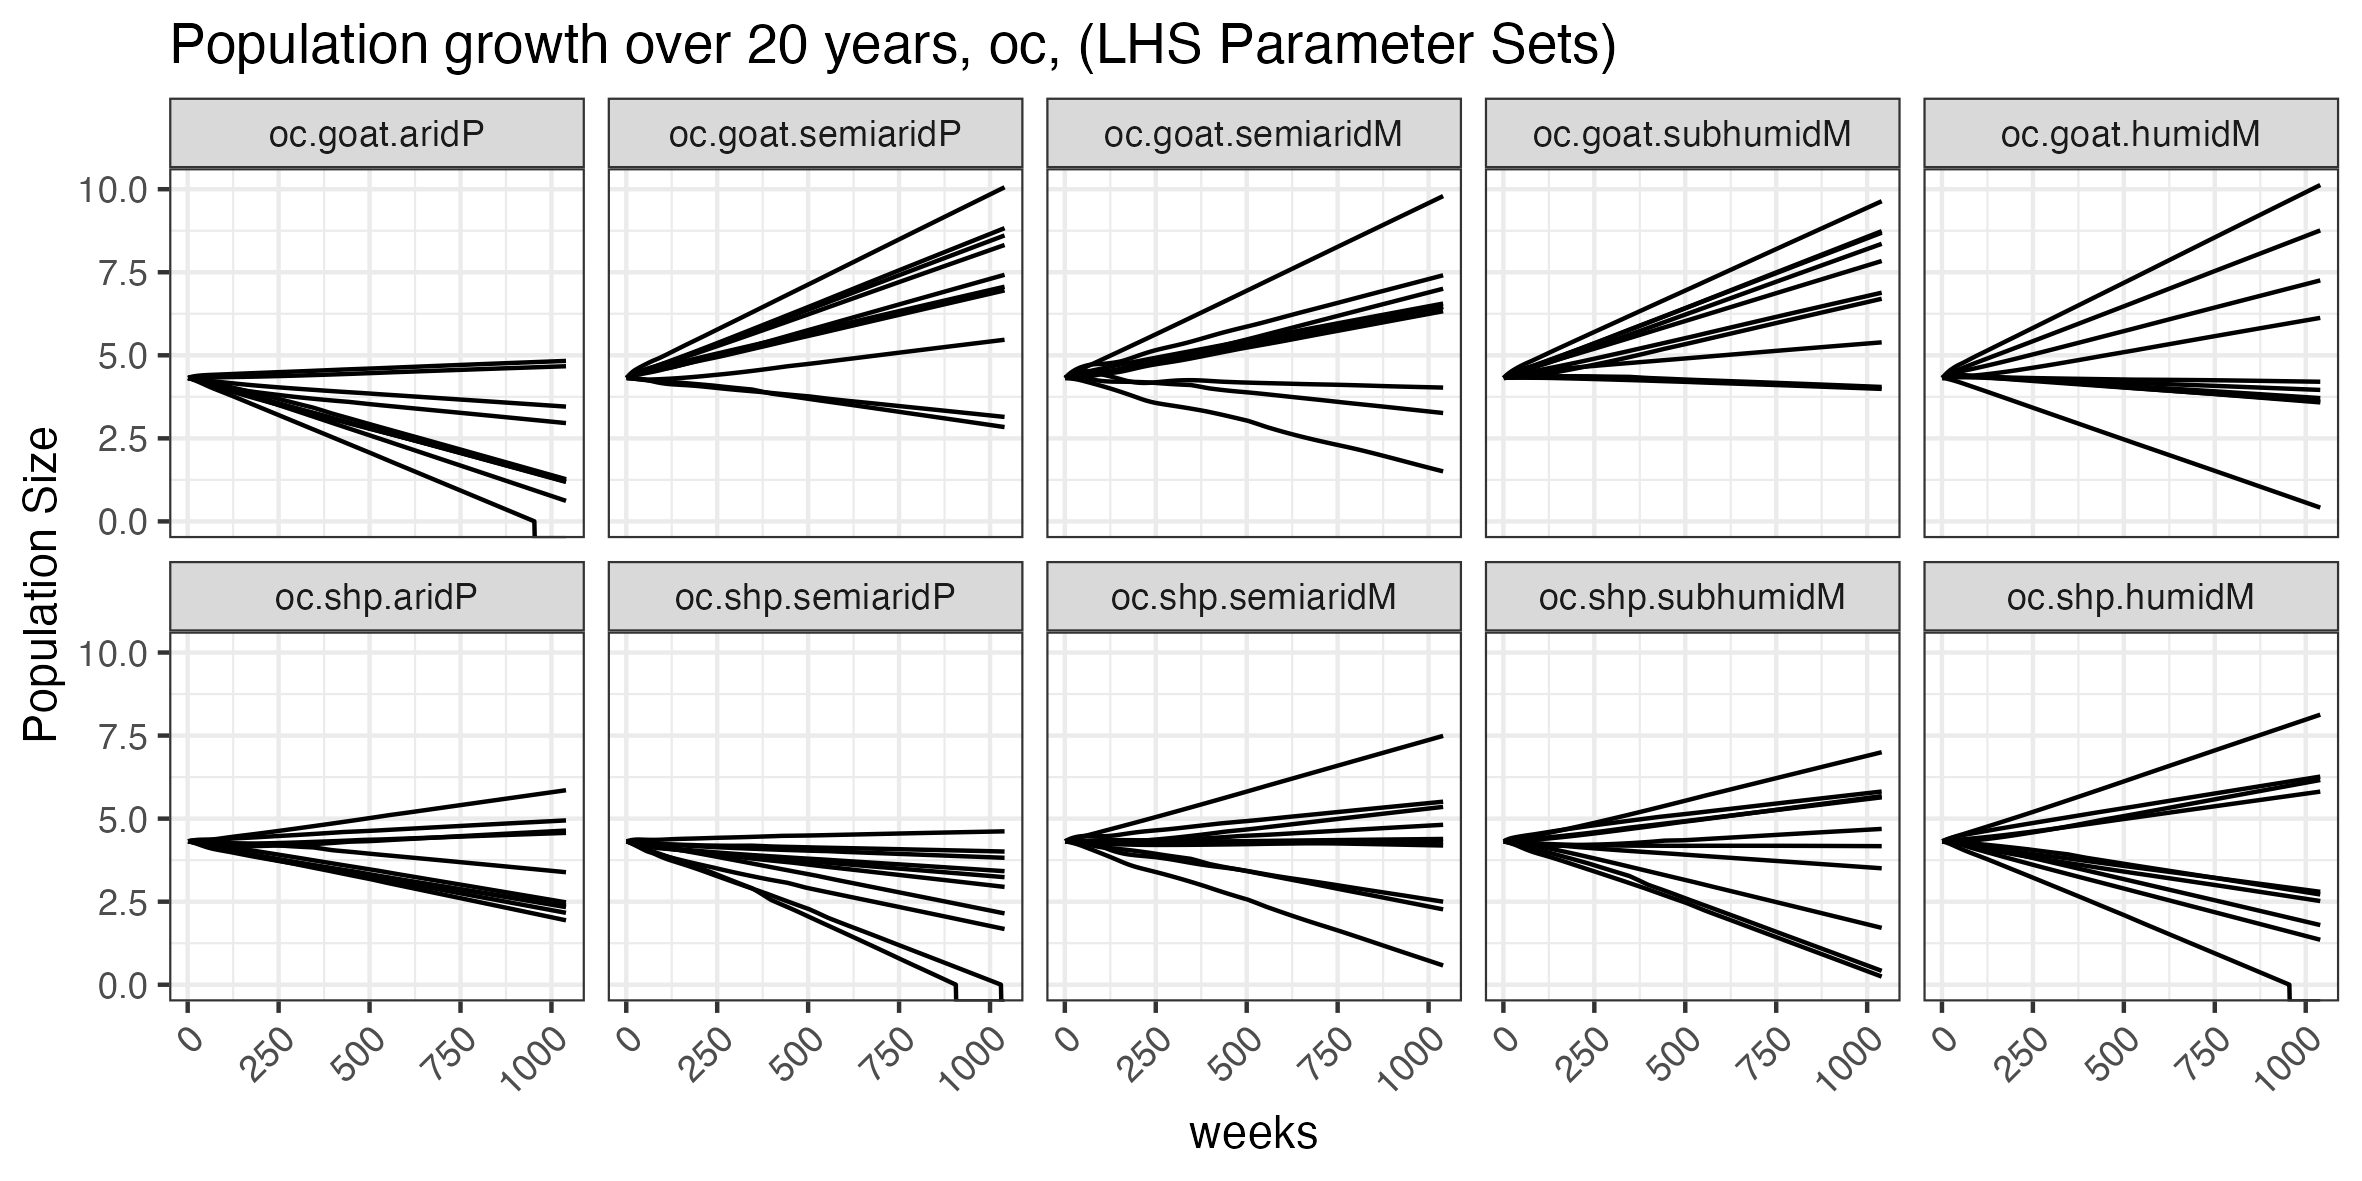 Population growth over 20 years, oc, (LHS Parameter Sets)
oc.goat.aridP oc.goat.semiaridP oc.goat.semiaridM oc.goat.subhumidM oc.goat.humidM
10.0
7.5
5.0
2.5
0.0
Population Size
oc.shp.aridP oc.shp.semiaridP oc.shp.semiaridM oc.shp.subhumidM oc.shp.humidM
10.0
7.5
5.0
2.5
0.0
0 250 500 750 1000 0 250 500 750 1000 0 250 500 750 1000 0 250 500 750 1000 0 250 500 750 1000
weeks